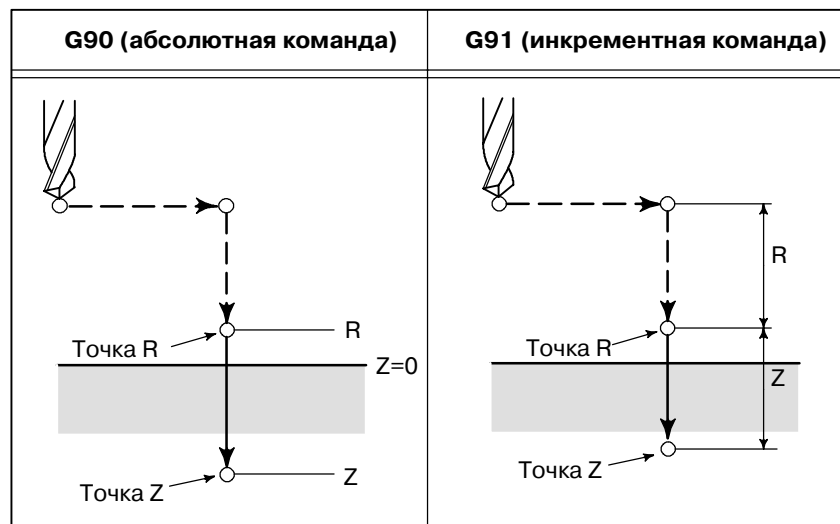 G90 (абсолютная команда)
G91 (инкрементная команда)
R
Точка R
R
Z=0
Точка Z
Z
Точка R
Z
Точка Z